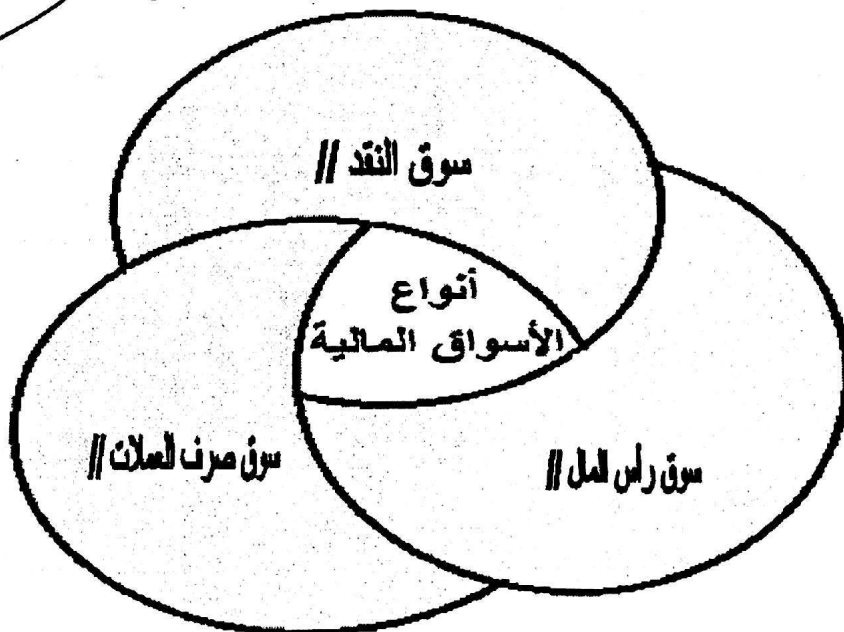 سوق النقد //
أنواع
الأسواق المالية
سوق رأس المال //
سوق صرف العملات //